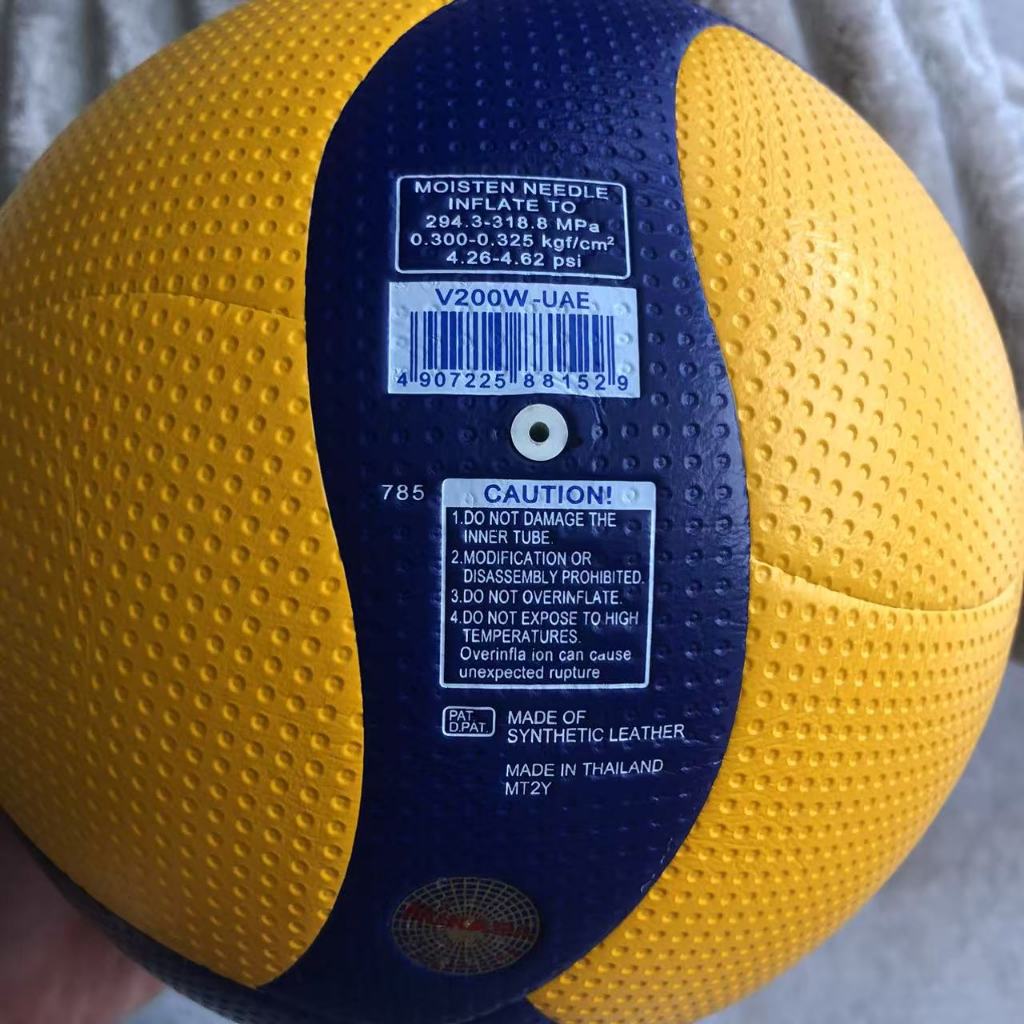 MOISTEN NEEDLE
INFLATE TO
294.3-318.8 MPa
0.300-0.325 kgf/cm²
4.26-4.62 psi
V200W-UAE
4 907225 881529
785
CAUTION!
1.DO NOT DAMAGE THE
INNER TUBE.
2.MODIFICATION OR
DISASSEMBLY PROHIBITED.
3.DO NOT OVERINFLATE.
4.DO NOT EXPOSE TO HIGH
TEMPERATURES.
Overinfla ion can cause
unexpected rupture
PAT.
D.PAT.
MADE OF
SYNTHETIC LEATHER
MADE IN THAILAND
MT2Y